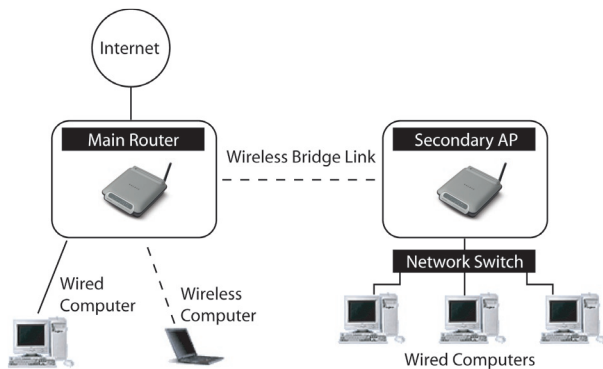 Internet
Main Router
Secondary AP
Wireless Bridge Link
Network Switch
Wired
Computer
Wireless
Computer
Wired Computers